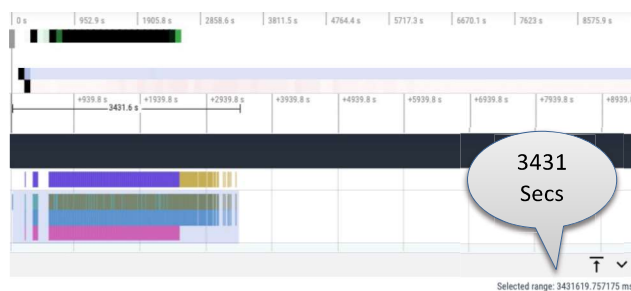 0 s 952.9 s 1905.8 s 2858.6 s 3811.5 s 4764.4 s 5717.3 s 6670.1 s 7623 s 8575.9 s
+939.8 s +1939.8 s +2939.8 s +3939.8 s +4939.8 s +5939.8 s +6939.8 s +7939.8 s +8939.
3431.6 s
3431
Secs
Selected range: 3431619.757175 ms